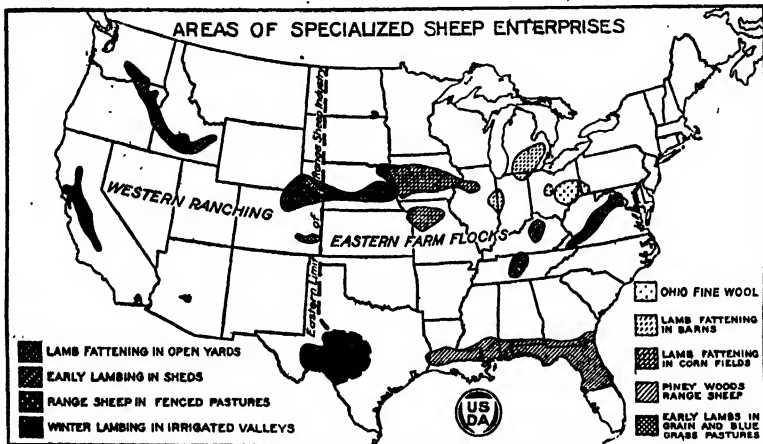 AREAS OF SPECIALIZED SHEEP ENTERPRISES
Eastern Limit of Range Sheep Industry
WESTERN RANCHING
EASTERN FARM FLOCKS
LAMB FATTENING IN OPEN YARDS
EARLY LAMBING IN SHEDS
RANGE SHEEP IN FENCED PASTURES
WINTER LAMBING IN IRRIGATED VALLEYS
US
DA
OHIO FINE WOOL
LAMB FATTENING
IN BARNS
LAMB FATTENING
IN CORN FIELDS
PINEY WOODS
RANGE SHEEP
EARLY LAMBS IN
GRAIN AND BLUE
GRASS PASTURES